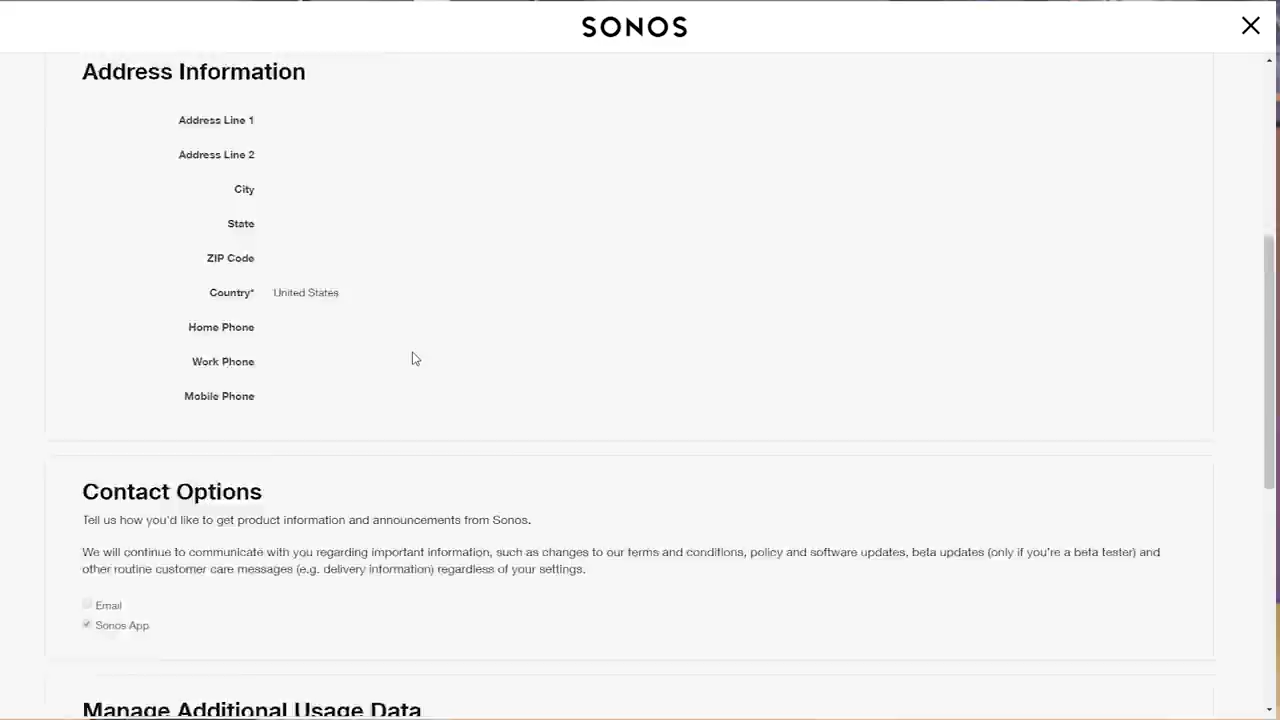 SONOS
Address Information
Address Line 1
Address Line 2
City
State
ZIP Code
Country* United States
Home Phone
Work Phone
Mobile Phone
Contact Options
Tell us how you'd like to get product information and announcements from Sonos.
We will continue to communicate with you regarding important information, such as changes to our terms and conditions, policy and software updates, beta updates (only if you're a beta tester) and
other routine customer care messages (e.g. delivery information) regardless of your settings.
Email
Sonos App
Manage Additional Usage Data